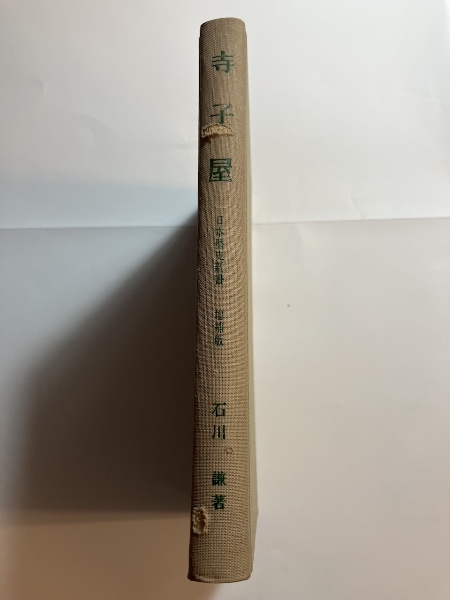 寺子屋
日本歴史新書 増補版
石川 謙著